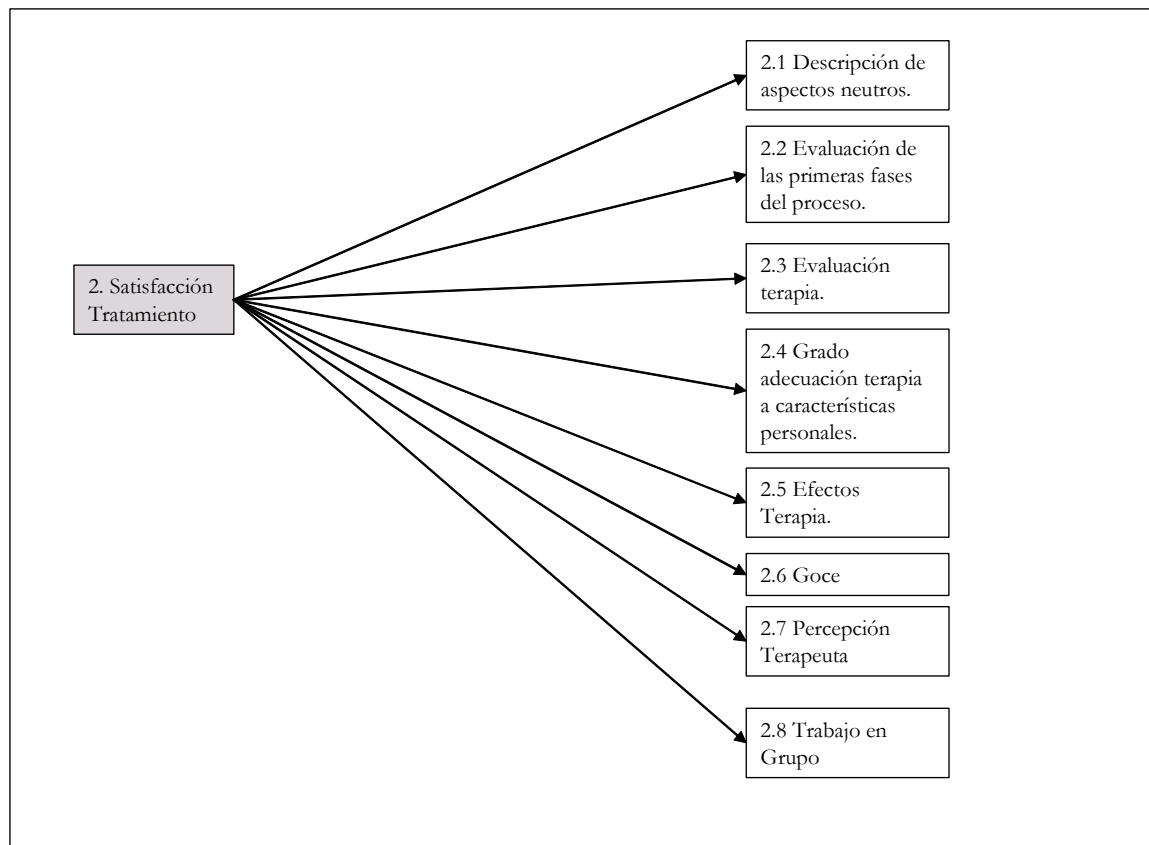 2. Satisfacción
Tratamiento
2.1 Descripción de
aspectos neutros.
2.2 Evaluación de
las primeras fases
del proceso.
2.3 Evaluación
terapia.
2.4 Grado
adecuación terapia
a características
personales.
2.5 Efectos
Terapia.
2.6 Goce
2.7 Percepción
Terapeuta
2.8 Trabajo en
Grupo